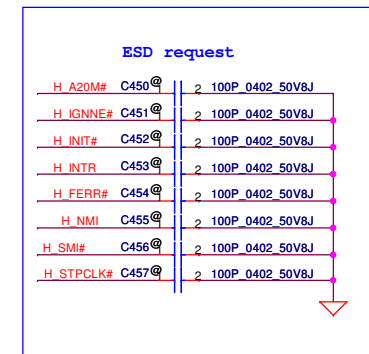 ESD request
H_A20M# C450@ 2 100P_0402_50V8J
H_IGNNE# C451@ 2 100P_0402_50V8J
H_INIT# C452@ 2 100P_0402_50V8J
H_INTR C453@ 2 100P_0402_50V8J
H_FERR# C454@ 2 100P_0402_50V8J
H_NMI C455@ 2 100P_0402_50V8J
H_SMI# C456@ 2 100P_0402_50V8J
H_STPCLK# C457@ 2 100P_0402_50V8J